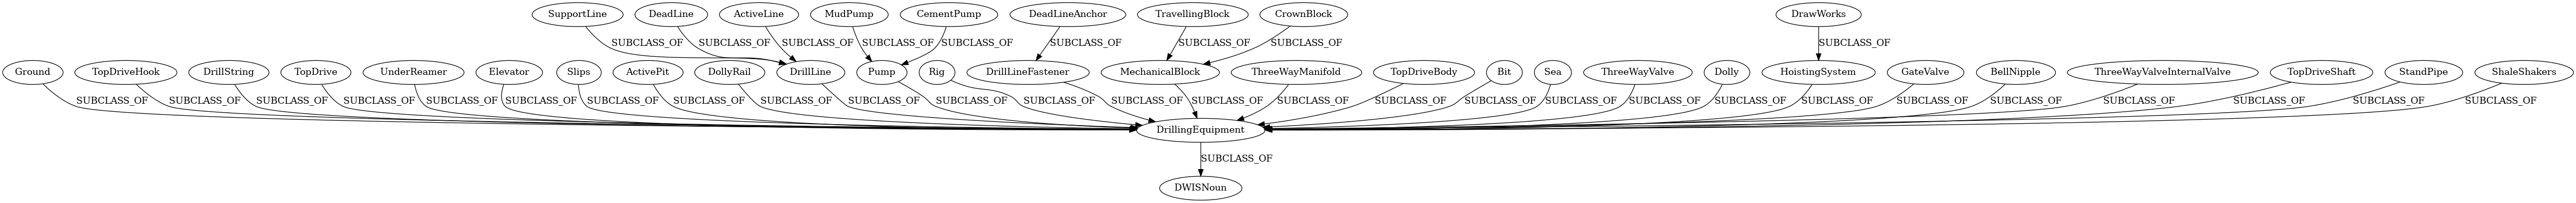 SupportLine DeadLine ActiveLine MudPump CementPump DeadLineAnchor TravellingBlock CrownBlock DrawWorks
SUBCLASS_OF SUBCLASS_OF SUBCLASS_OF SUBCLASS_OF SUBCLASS_OF SUBCLASS_OF SUBCLASS_OF SUBCLASS_OF SUBCLASS_OF
Ground TopDriveHook DrillString TopDrive UnderReamer Elevator Slips ActivePit DollyRail DrillLine Pump Rig DrillLineFastener MechanicalBlock ThreeWayManifold TopDriveBody Bit Sea ThreeWayValve Dolly HoistingSystem GateValve BellNipple ThreeWayValveInternalValve TopDriveShaft StandPipe ShaleShakers
SUBCLASS_OF SUBCLASS_OF SUBCLASS_OF SUBCLASS_OF SUBCLASS_OF SUBCLASS_OF SUBCLASS_OF SUBCLASS_OF SUBCLASS_OF SUBCLASS_OF SUBCLASS_OF SUBCLASS_OF SUBCLASS_OF SUBCLASS_OF SUBCLASS_OF SUBCLASS_OF SUBCLASS_OF SUBCLASS_OF SUBCLASS_OF SUBCLASS_OF SUBCLASS_OF SUBCLASS_OF SUBCLASS_OF SUBCLASS_OF SUBCLASS_OF SUBCLASS_OF SUBCLASS_OF
DrillingEquipment
SUBCLASS_OF
DWISNoun